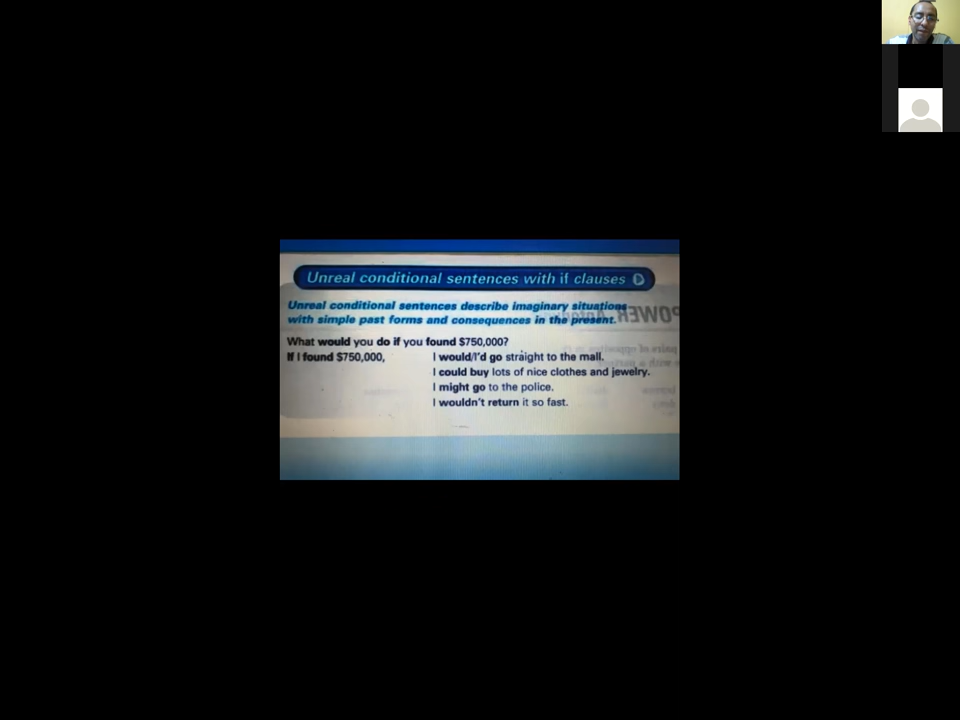 Unreal conditional sentences with if clauses
Unreal conditional sentences describe imaginary situations
with simple past forms and consequences in the present.
What would you do if you found $750,000?
If I found $750,000, I would/I'd go straight to the mall.
I could buy lots of nice clothes and jewelry.
I might go to the police.
I wouldn't return it so fast.